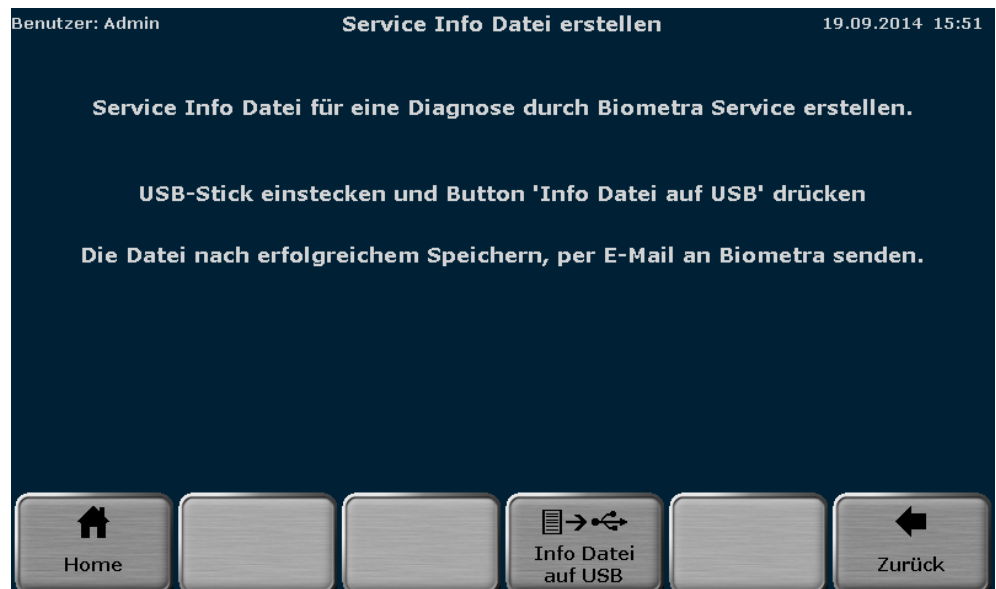 Benutzer: Admin
Service Info Datei erstellen
19.09.2014 15:51
Service Info Datei für eine Diagnose durch Biometra Service erstellen.
USB-Stick einstecken und Button 'Info Datei auf USB' drücken
Die Datei nach erfolgreichem Speichern, per E-Mail an Biometra senden.
Home
Info Datei
auf USB
Zurück